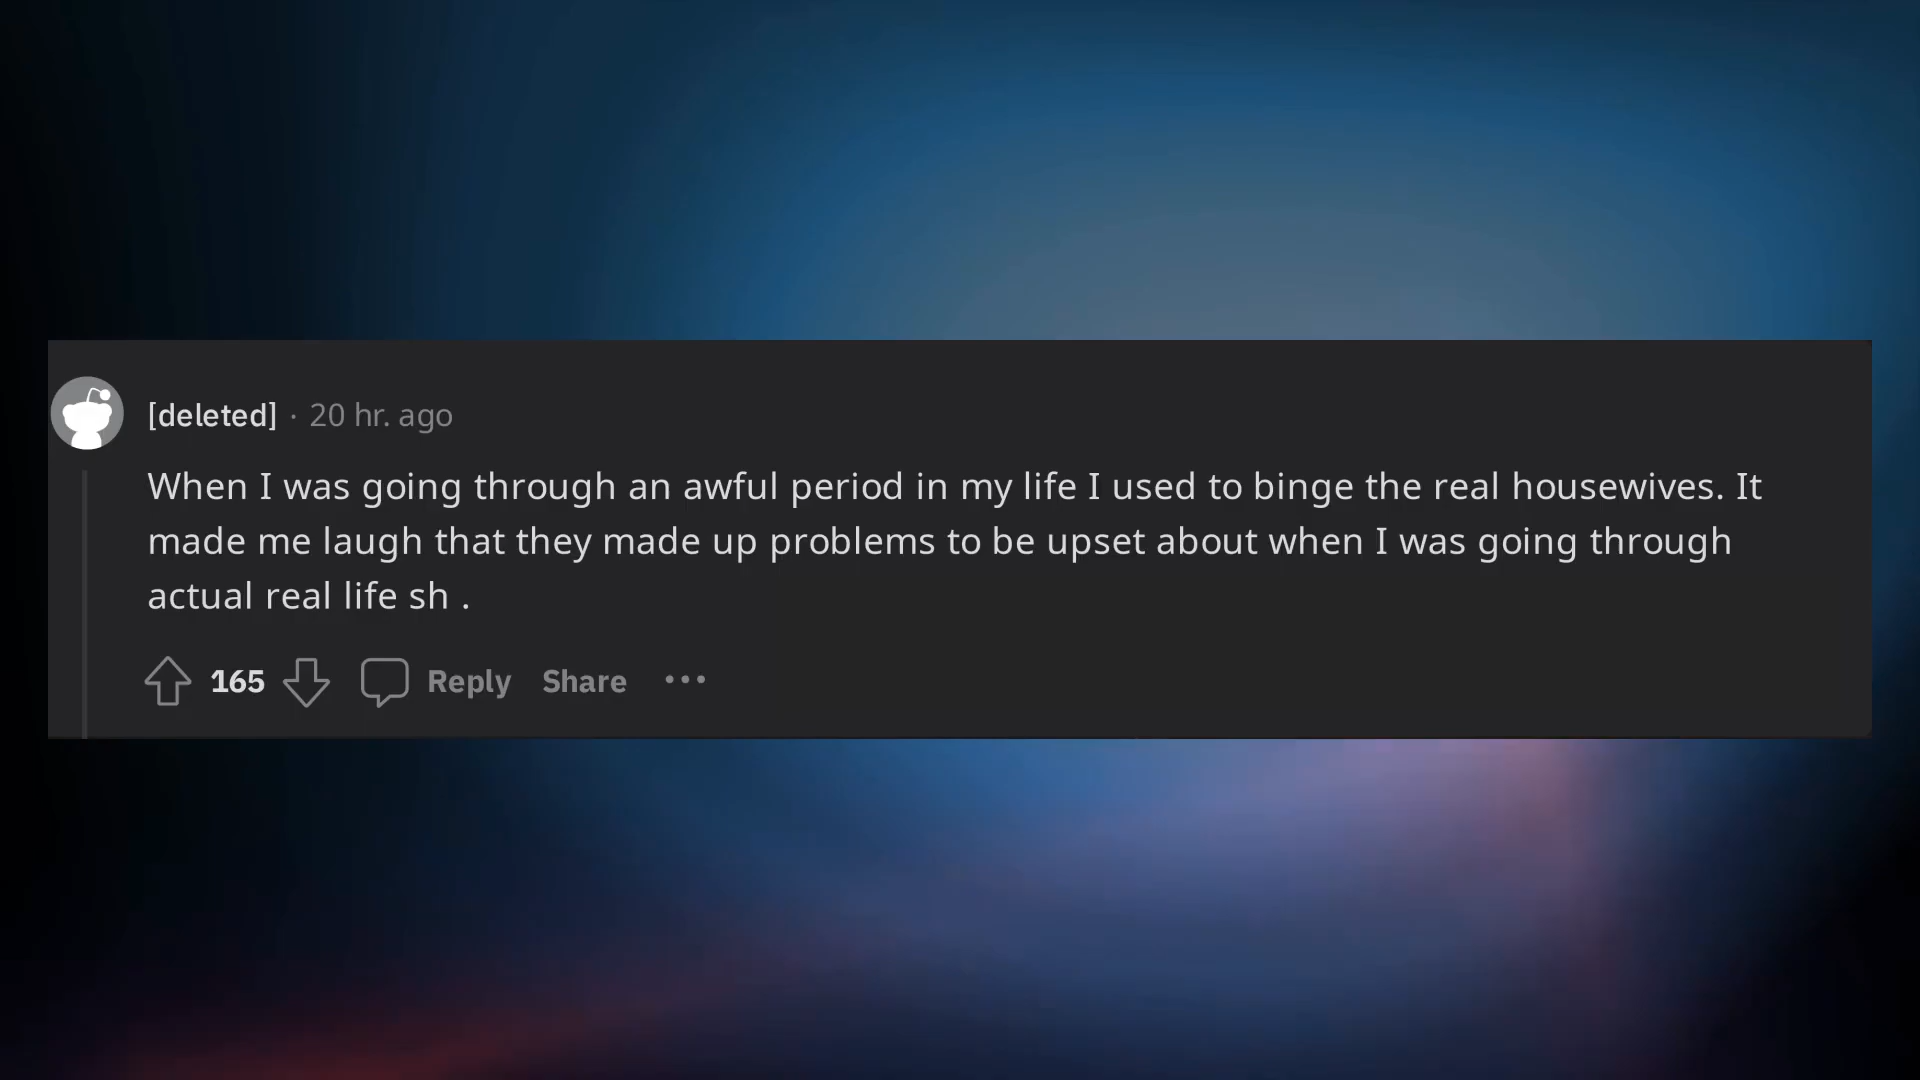 [deleted] · 20 hr. ago
When I was going through an awful period in my life I used to binge the real housewives. It
made me laugh that they made up problems to be upset about when I was going through
actual real life sh .
165 Reply Share •••